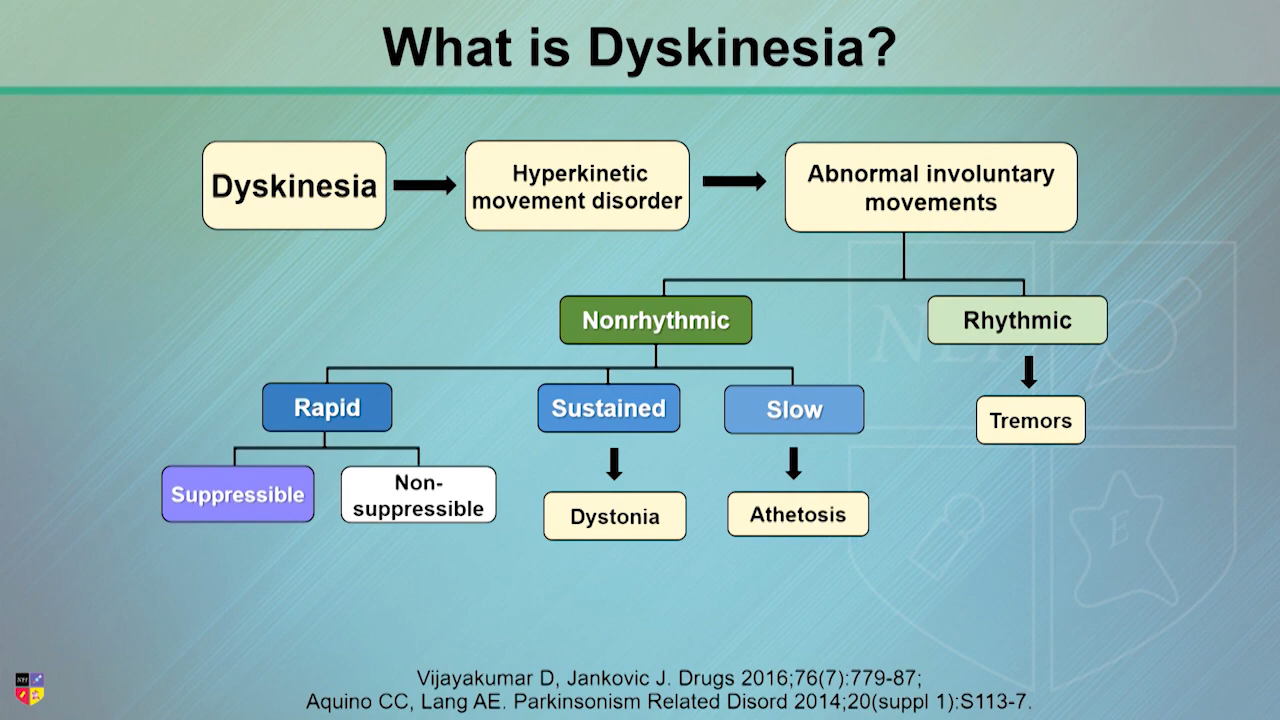 What is Dyskinesia?
Dyskinesia
Hyperkinetic
movement disorder
Abnormal involuntary
movements
Nonrhythmic
Rhythmic
Rapid
Sustained
Slow
Tremors
Suppressible
Non-
suppressible
Dystonia
Athetosis
NEI
E
Vijayakumar D, Jankovic J. Drugs 2016;76(7):779-87;
Aquino CC, Lang AE. Parkinsonism Related Disord 2014;20(suppl 1):S113-7.
NEI